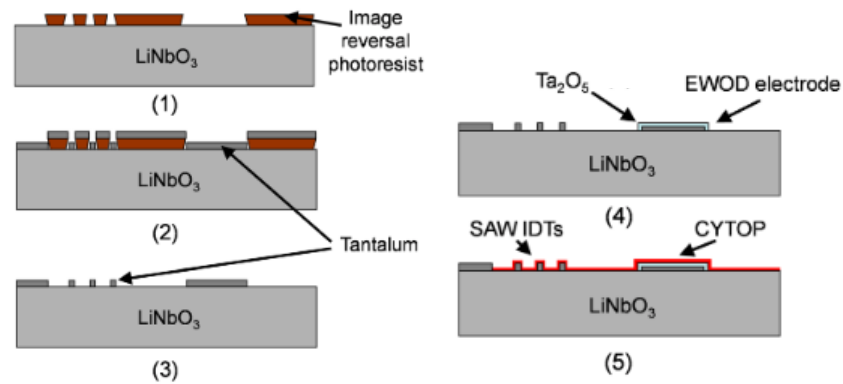 Image
reversal
photoresist
LiNbO₃
(1)
LiNbO₃
(2)
Tantalum
LiNbO₃
(3)
Ta₂O₅
EWOD electrode
LiNbO₃
(4)
SAW IDTs
CYTOP
LiNbO₃
(5)